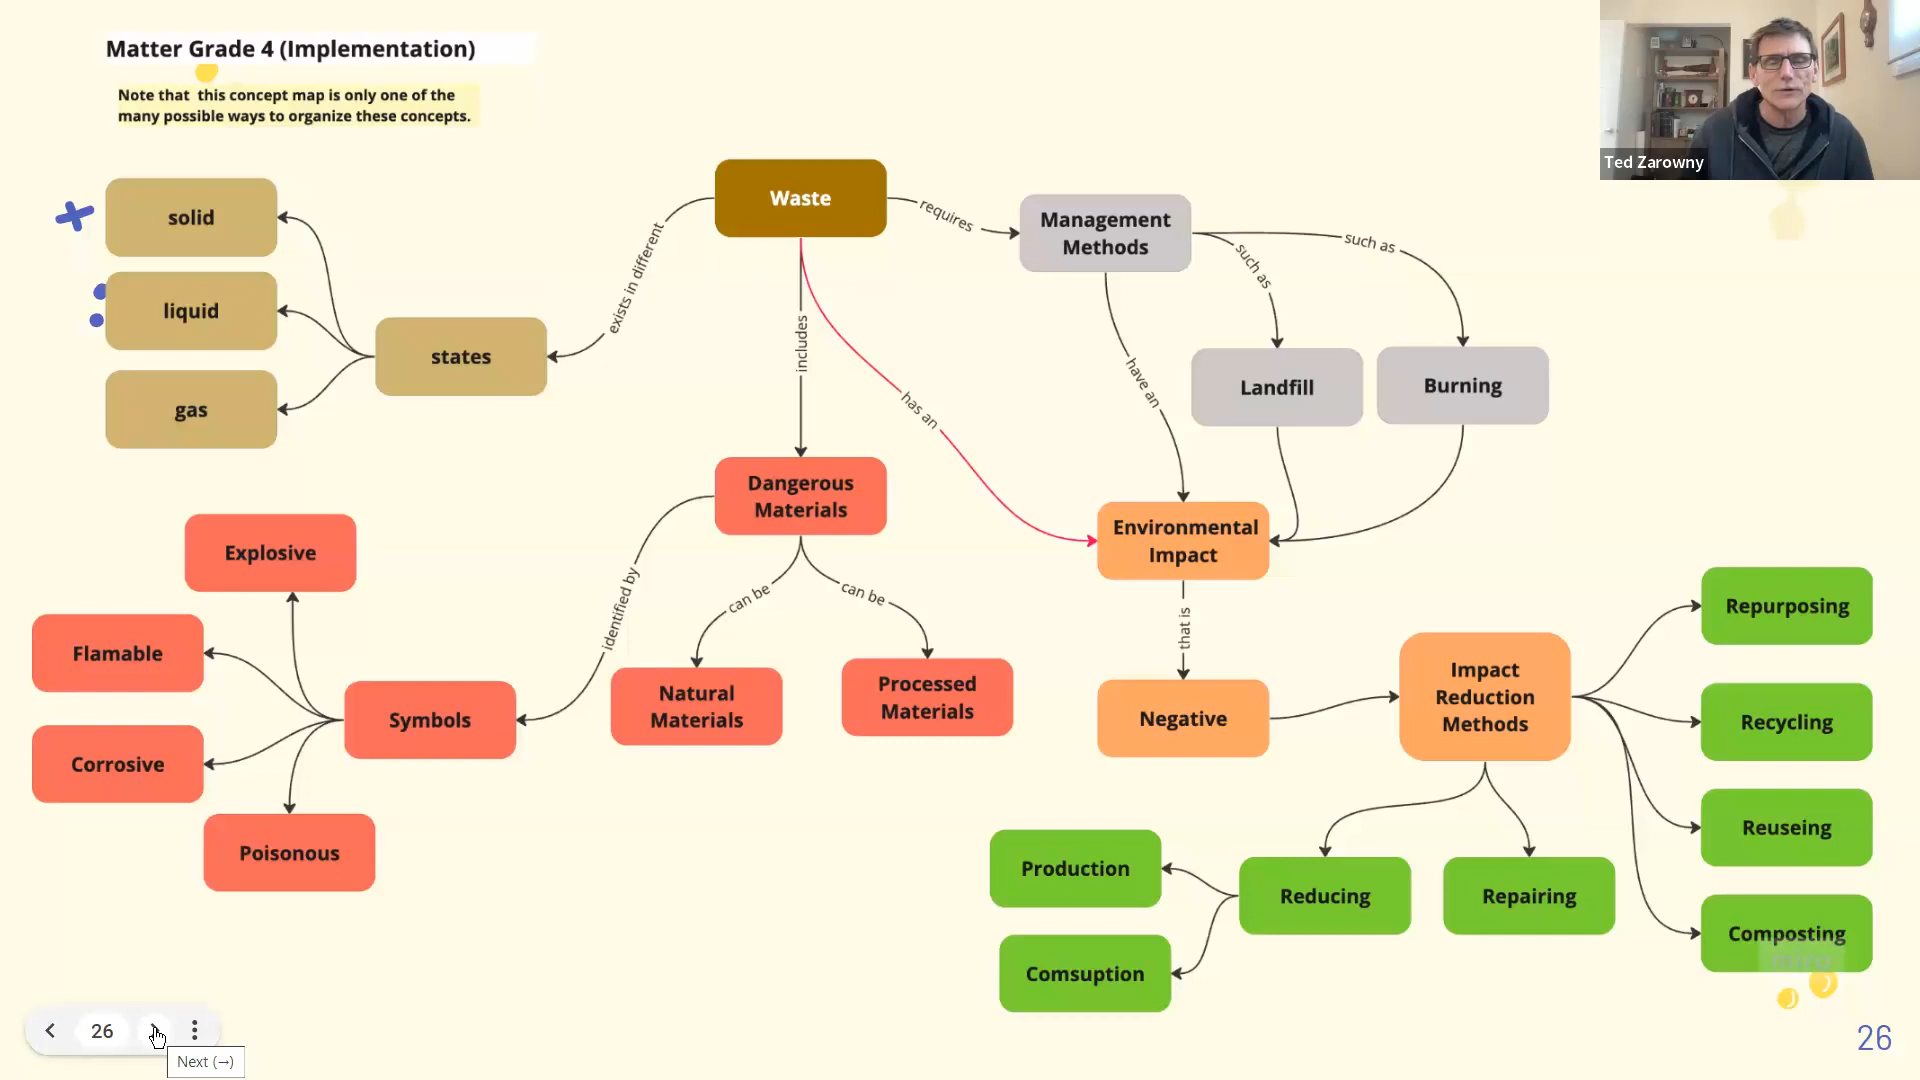 Matter Grade 4 (Implementation)
Note that this concept map is only one of the
many possible ways to organize these concepts.
Ted Zarowny
Waste
requires
Management
Methods
such as
such as
solid
liquid
gas
states
exists in different
includes
has an
have an
Landfill
Burning
Dangerous
Materials
Environmental
Impact
identified by
can be
can be
that is
Explosive
Flamable
Corrosive
Poisonous
Symbols
Natural
Materials
Processed
Materials
Negative
Impact
Reduction
Methods
Repurposing
Recycling
Reuseing
Composting
miro
Production
Comsuption
Reducing
Repairing
26
Next (→)
26